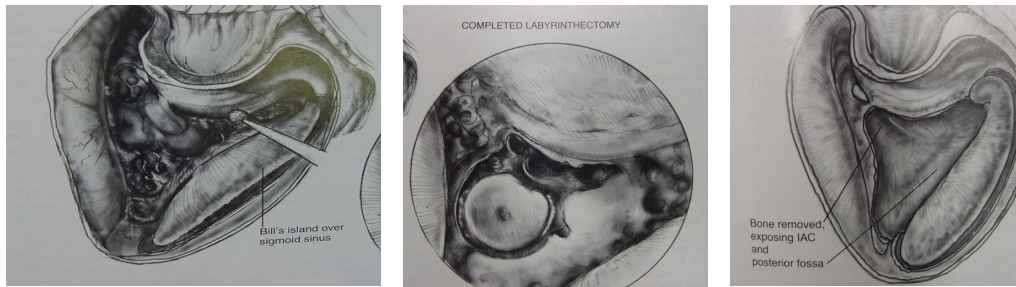 Bill's island over
sigmoid sinus
COMPLETED LABYRINTHECTOMY
Bone removed,
exposing IAC
and
posterior fossa